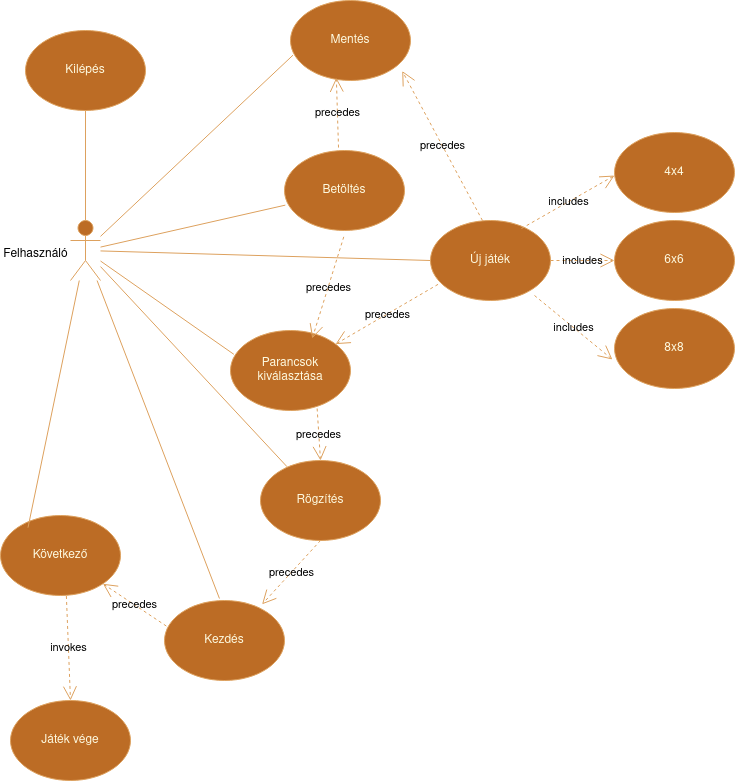 Mentés
Kilépés
precedes
precedes
4x4
Betöltés
includes
Felhasználó
Új játék
includes
6x6
precedes
precedes
includes
8x8
Parancsok
kiválasztása
precedes
Rögzítés
Következő
precedes
precedes
Kezdés
invokes
Játék vége